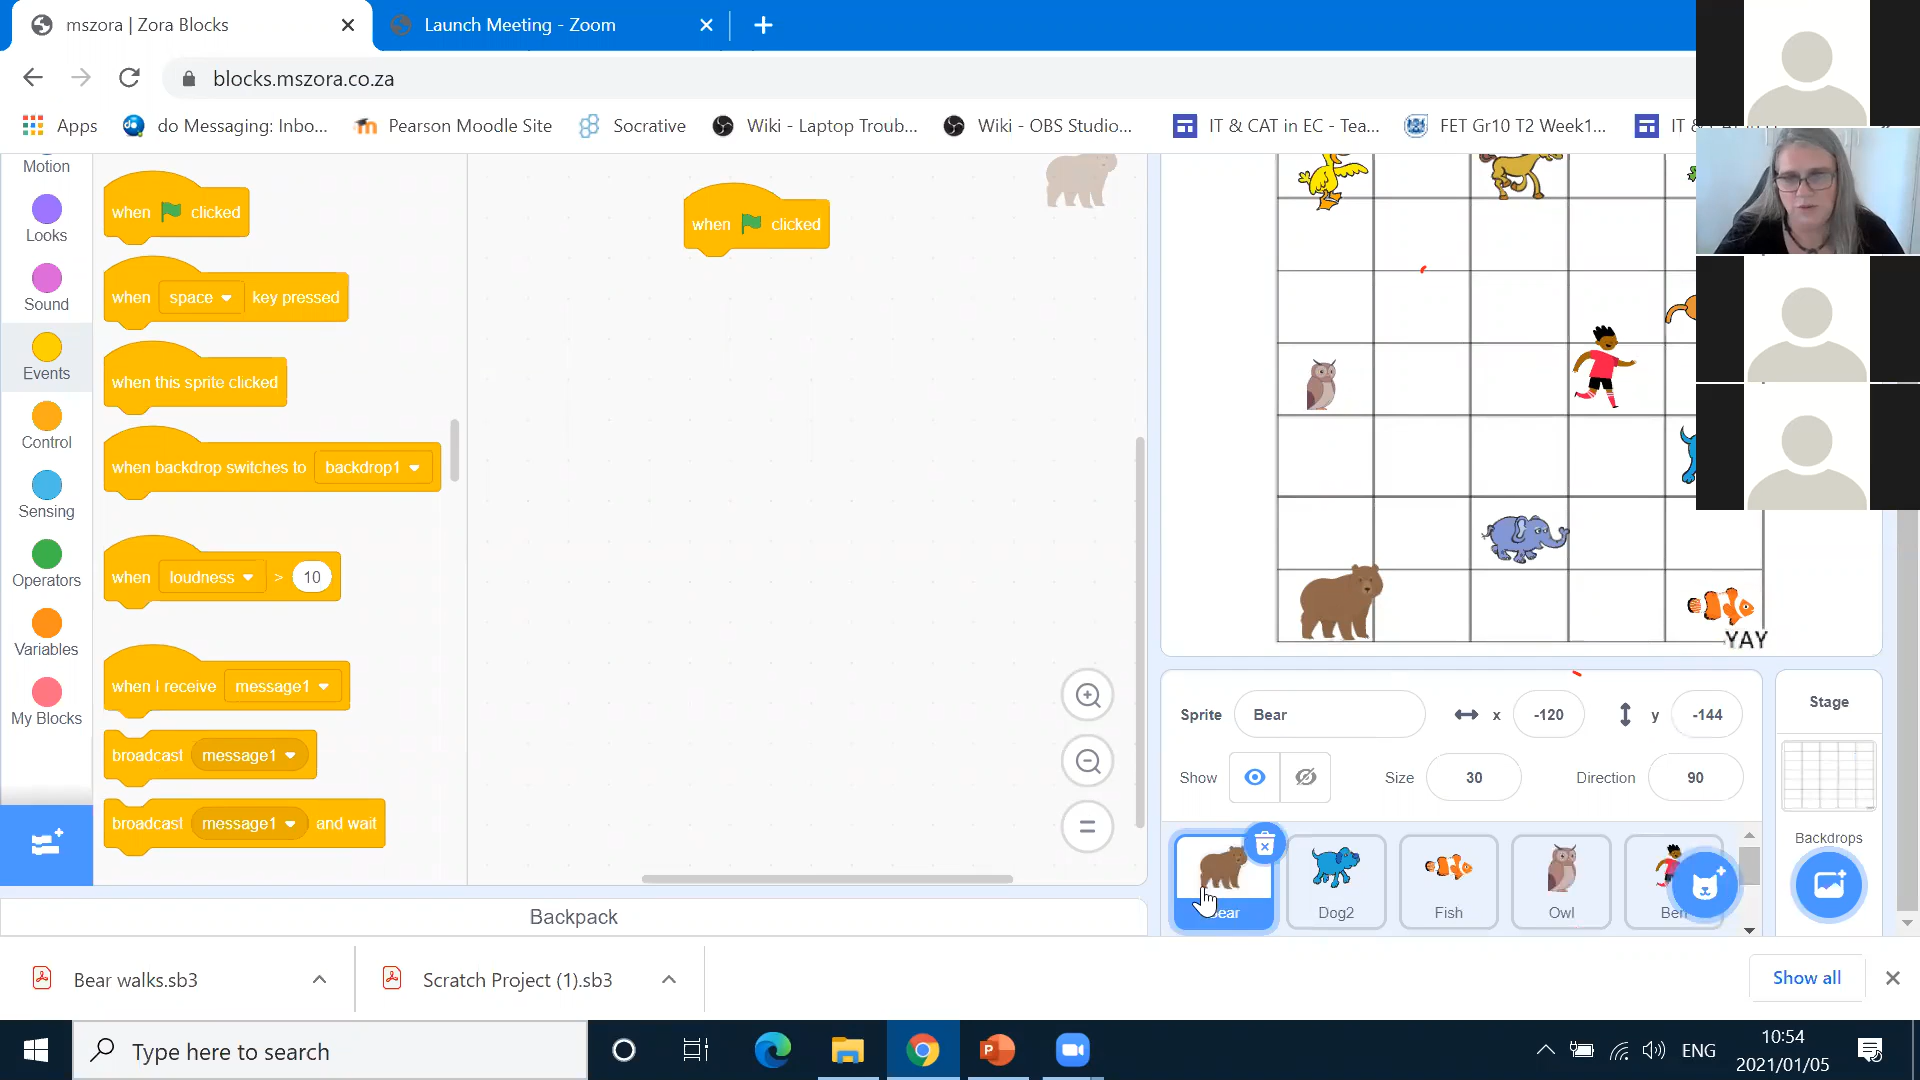 mszora | Zora Blocks
Launch Meeting - Zoom
blocks.mszora.co.za
Apps
do Messaging: Inbo...
Pearson Moodle Site
Socrative
Wiki - Laptop Troub...
Wiki - OBS Studio...
IT & CAT in EC - Tea...
FET Gr10 T2 Week1...
Motion
Looks
Sound
Events
Control
Sensing
Operators
Variables
My Blocks
when clicked
when space key pressed
when this sprite clicked
when backdrop switches to backdrop1
when loudness > 10
when I receive message1
broadcast message1
broadcast message1 and wait
when clicked
Backpack
YAY
Sprite Bear x -120 y -144
Show Size 30 Direction 90
Stage
Backdrops
Dog2
Fish
Owl
Bear walks.sb3
Scratch Project (1).sb3
Show all
Type here to search
ENG
10:54
2021/01/05